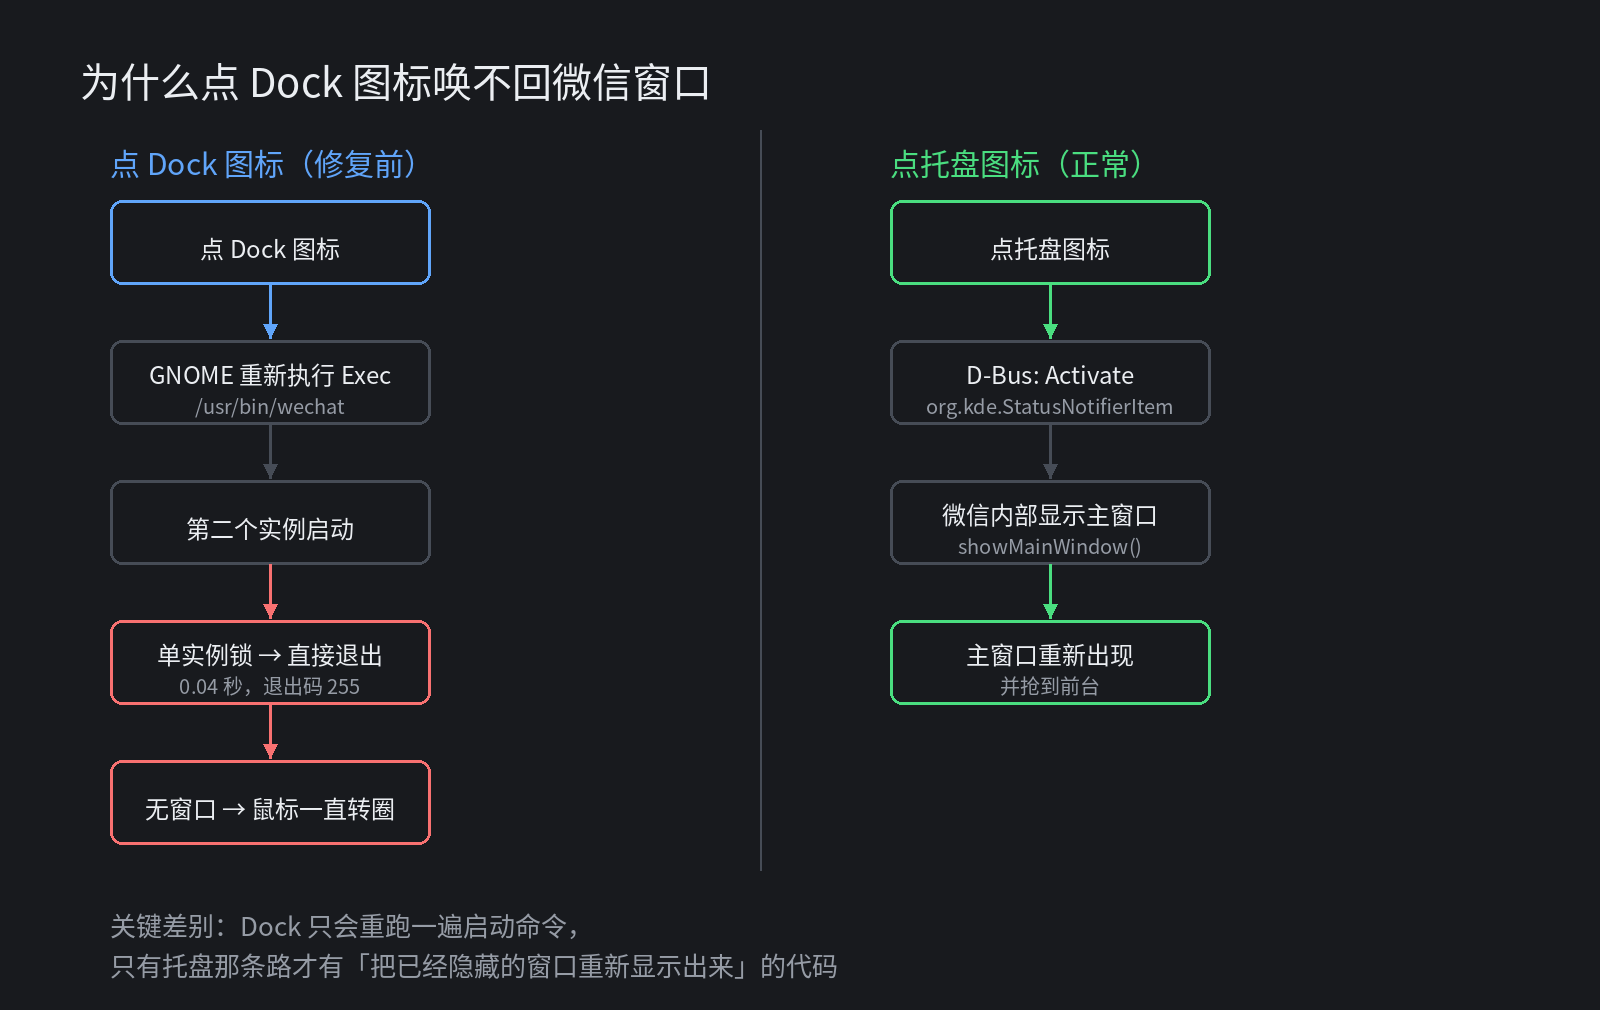 为什么点 Dock 图标唤不回微信窗口
点 Dock 图标（修复前）
点 Dock 图标
GNOME 重新执行 Exec
/usr/bin/wechat
第二个实例启动
单实例锁 → 直接退出
0.04 秒，退出码 255
无窗口 → 鼠标一直转圈
点托盘图标（正常）
点托盘图标
D-Bus: Activate
org.kde.StatusNotifierItem
微信内部显示主窗口
showMainWindow()
主窗口重新出现
并抢到前台
关键差别：Dock 只会重跑一遍启动命令，
只有托盘那条路才有「把已经隐藏的窗口重新显示出来」的代码